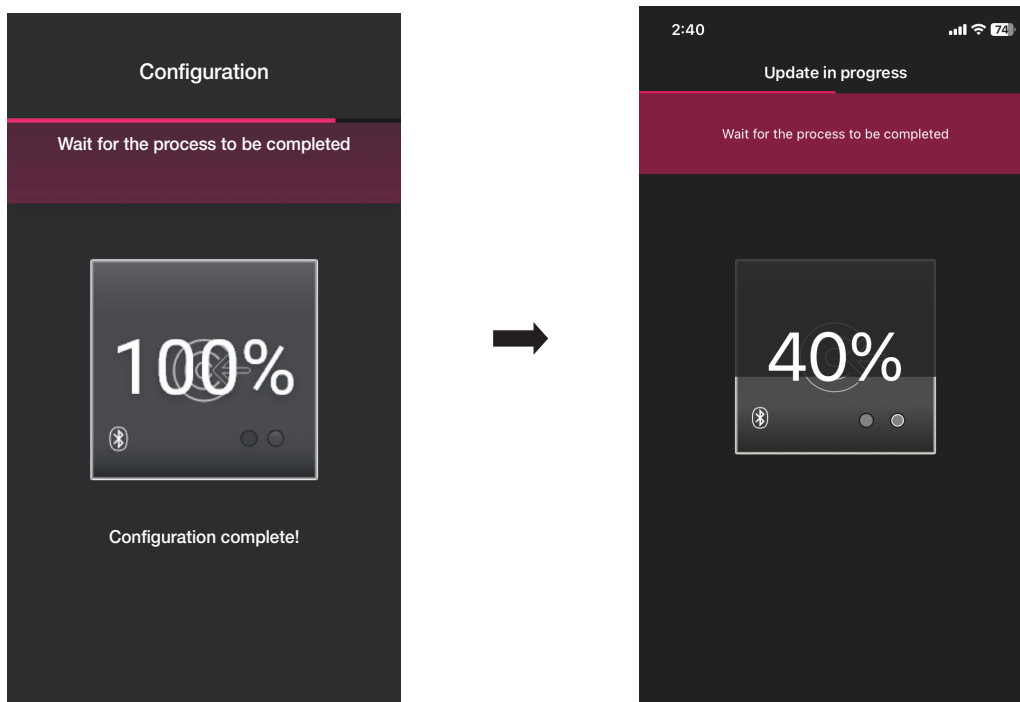 Configuration
Wait for the process to be completed
100%
Configuration complete!
2:40
74
Update in progress
Wait for the process to be completed
40%